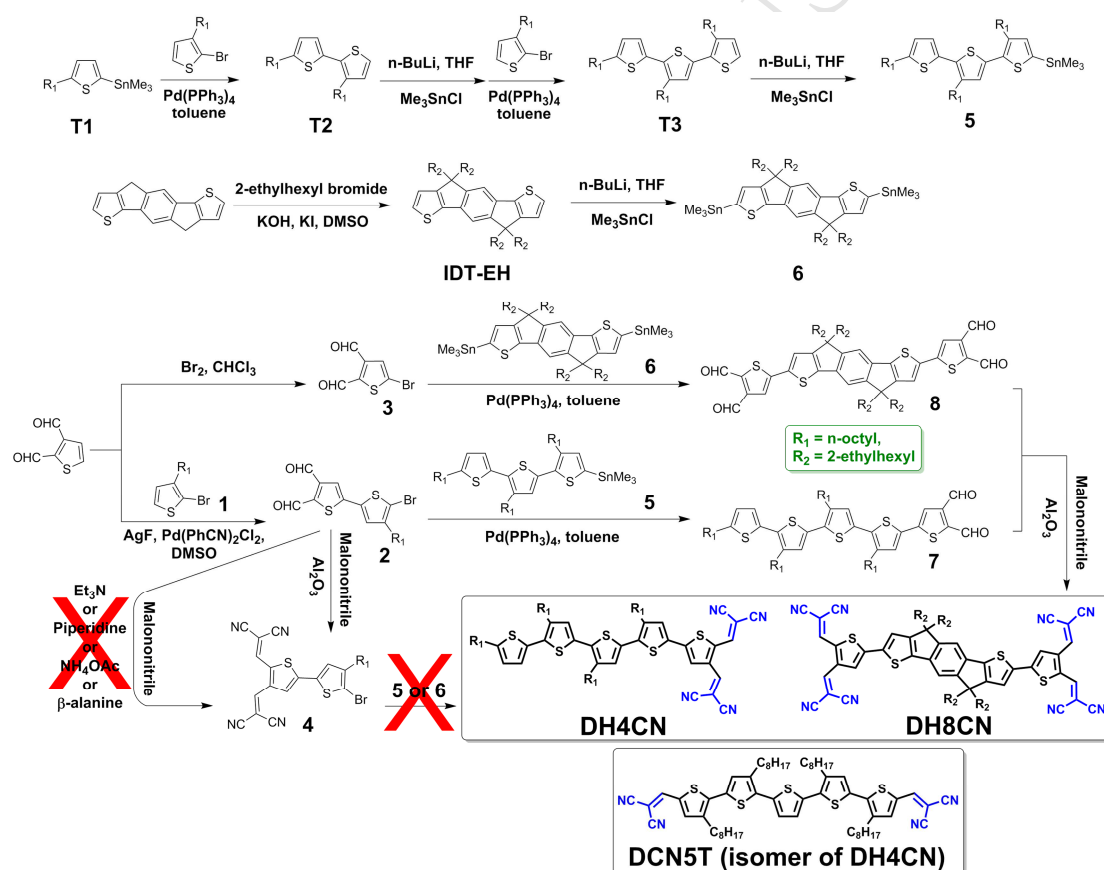 R1
SnMe3
S
T1
R1
Br
S
Pd(PPh3)4
toluene
R1
S
S
R1
T2
n-BuLi, THF
Me3SnCl
R1
Br
S
Pd(PPh3)4
toluene
R1
S
S
S
R1
R1
T3
n-BuLi, THF
Me3SnCl
R1
S
S
S
SnMe3
R1
R1
5
S
S
2-ethylhexyl bromide
KOH, KI, DMSO
R2 R2
S
S
R2 R2
IDT-EH
n-BuLi, THF
Me3SnCl
R2 R2
S
SnMe3
Me3Sn
S
R2 R2
6
OHC
OHC
S
Br2, CHCl3
OHC
OHC
S
Br
3
R2 R2
S
SnMe3
Me3Sn
S
R2 R2
6
Pd(PPh3)4, toluene
R2 R2
CHO
CHO
S
S
S
S
OHC
OHC
R2 R2
8
R1 = n-octyl,
R2 = 2-ethylhexyl
R1
Br
S
1
AgF, Pd(PhCN)2Cl2,
DMSO
OHC
OHC
S
S
Br
R1
2
R1
S
S
S
SnMe3
R1
R1
5
Pd(PPh3)4, toluene
R1
R1
S
S
S
S
S
CHO
CHO
R1
R1
7
Malononitrile
Al2O3
Et3N
or
Piperidine
or
NH4OAc
or
β-alanine
Malononitrile
Malononitrile
Al2O3
NC
CN
S
S
R1
Br
NC
CN
4
5 or 6
R1
R1
R1
R1
S
S
S
S
S
NC
CN
NC
CN
DH4CN
NC
CN
NC
CN
S
S
S
S
R2 R2
R2 R2
NC
CN
NC
CN
DH8CN
C8H17
C8H17
NC
CN
S
S
S
S
S
CN
NC
C8H17
C8H17
DCN5T (isomer of DH4CN)